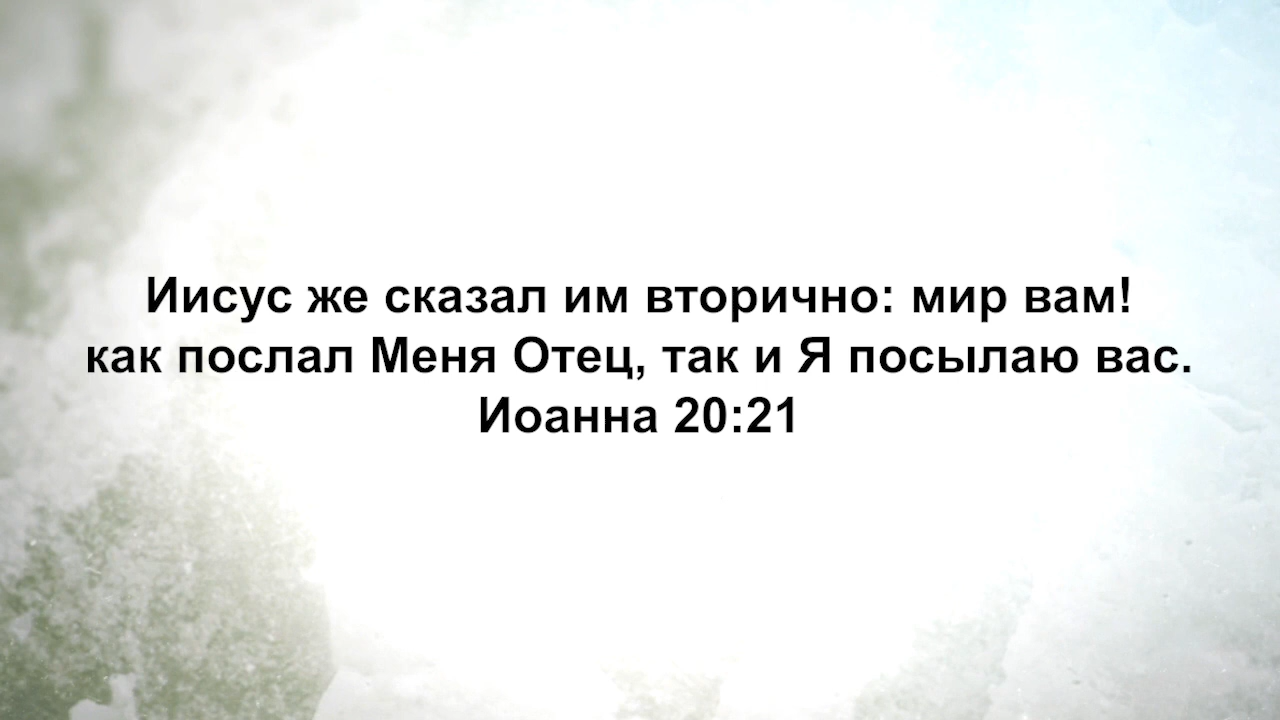 Иисус же сказал им вторично: мир вам!
как послал Меня Отец, так и Я посылаю вас.
Иоанна 20:21